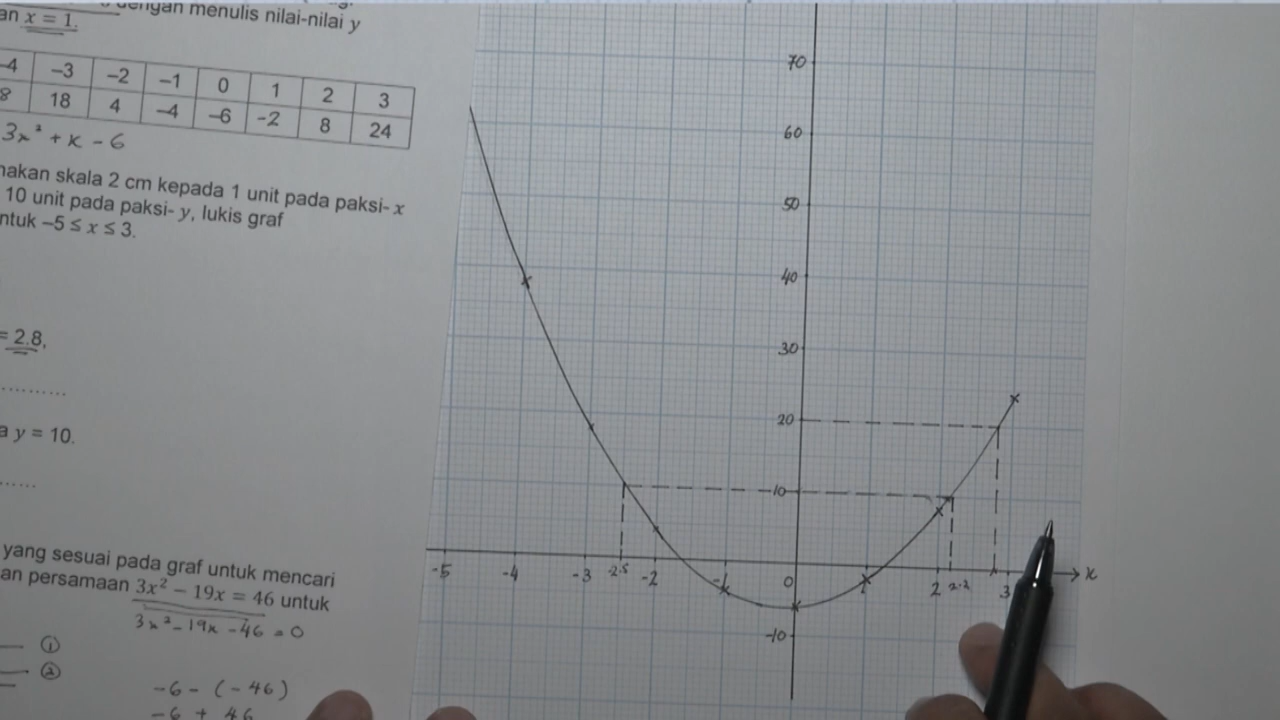 dengan menulis nilai-nilai y
an x = 1.
-4 -3 -2 -1 0 1 2 3
8 18 4 -4 -6 -2 8 24
3x² + x - 6
nakan skala 2 cm kepada 1 unit pada paksi- x
10 unit pada paksi- y, lukis graf
ntuk -5 ≤ x ≤ 3.
= 2.8,
a y = 10.
yang sesuai pada graf untuk mencari
an persamaan 3x² − 19x = 46 untuk
3x² - 19x - 46 = 0
①
②
-6 - (-46)
-6 + 46
70
60
50
40
30
20
10
-5 -4 -3 -2.5 -2 -1 0 1 2 2.2 3 x
-10